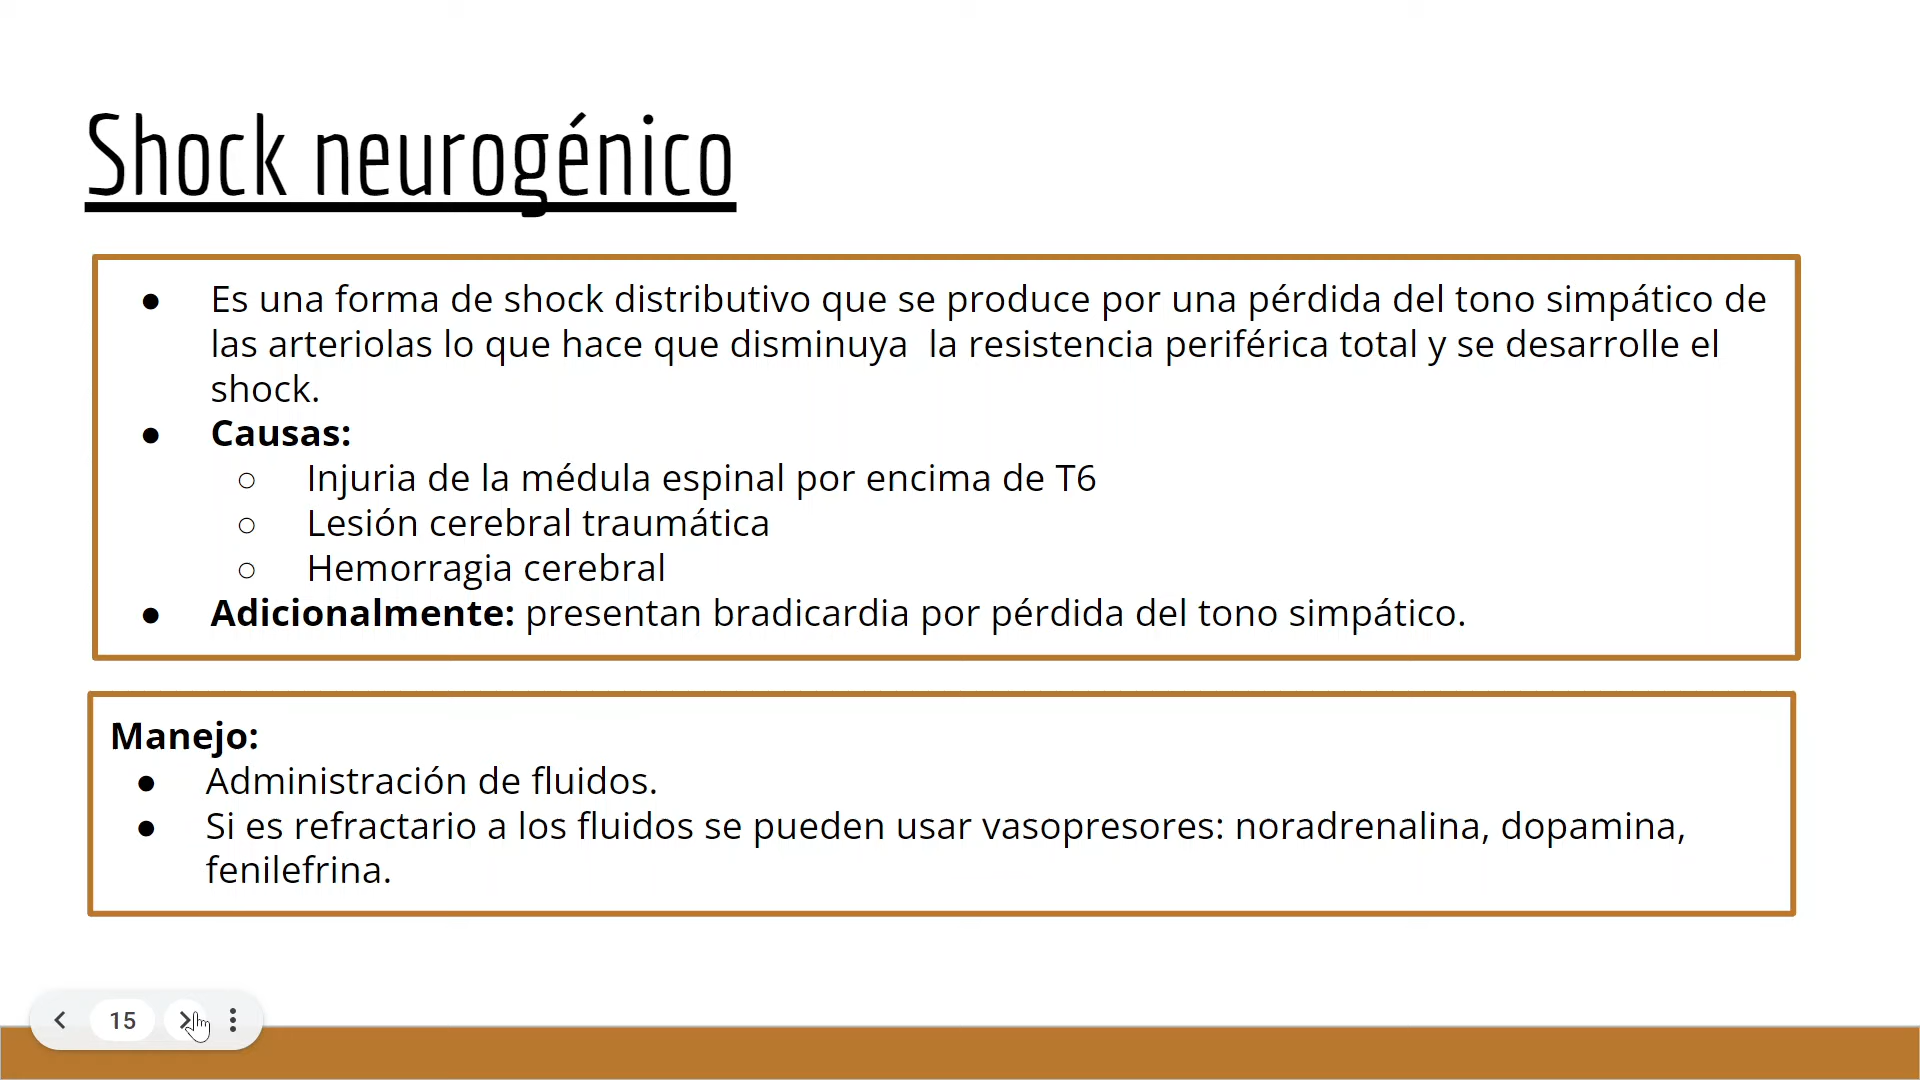 Shock neurogénico
● Es una forma de shock distributivo que se produce por una pérdida del tono simpático de
las arteriolas lo que hace que disminuya  la resistencia periférica total y se desarrolle el
shock.
● Causas:
○ Injuria de la médula espinal por encima de T6
○ Lesión cerebral traumática
○ Hemorragia cerebral
● Adicionalmente: presentan bradicardia por pérdida del tono simpático.
Manejo:
● Administración de fluidos.
● Si es refractario a los fluidos se pueden usar vasopresores: noradrenalina, dopamina,
fenilefrina.
15